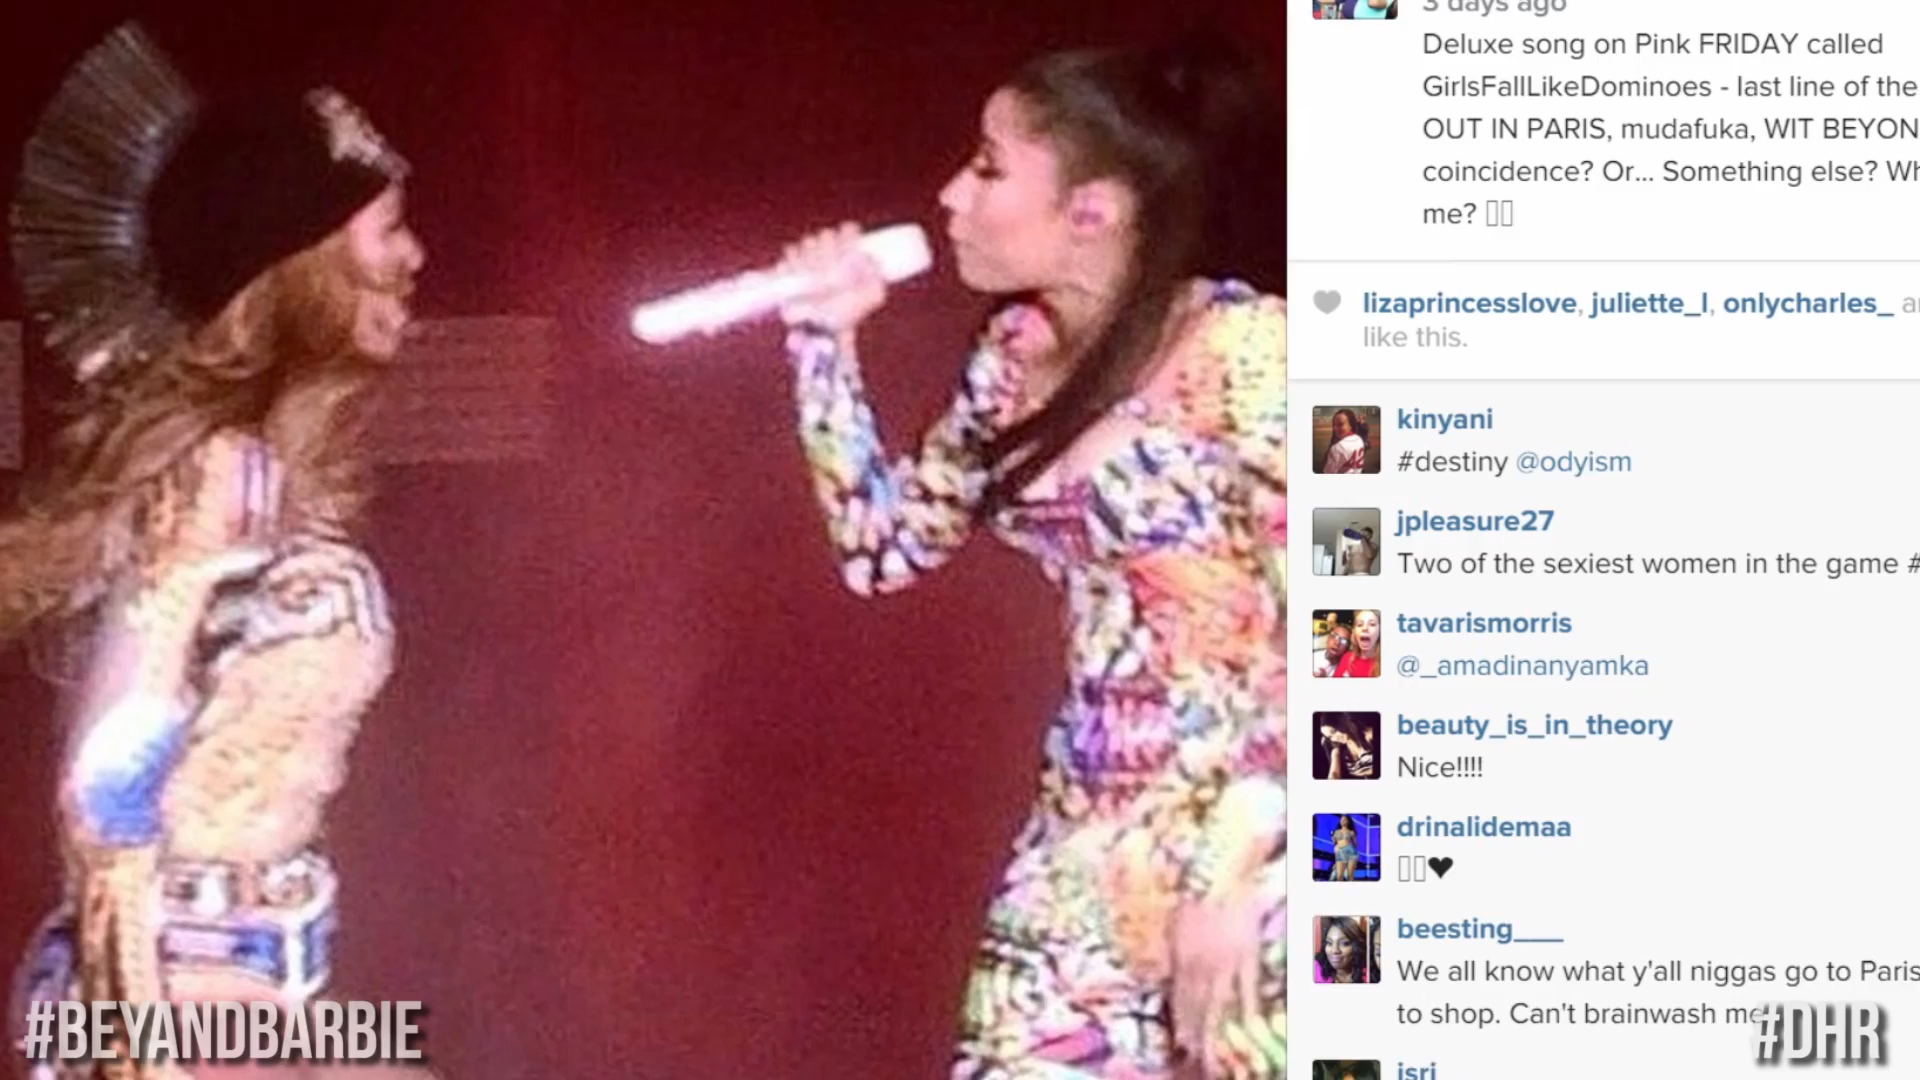 3 days ago
Deluxe song on Pink FRIDAY called
GirlsFallLikeDominoes - last line of the
OUT IN PARIS, mudafuka, WIT BEYON
coincidence? Or... Something else? Wh
me?
lizaprincesslove, juliette_l, onlycharles_
like this.
kinyani
#destiny @odyism
jpleasure27
Two of the sexiest women in the game #
tavarismorris
@_amadinanyamka
beauty_is_in_theory
Nice!!!!
drinalidemaa
♥
beesting___
We all know what y'all niggas go to Paris
to shop. Can't brainwash me
isri
#BEYANDBARBIE
#DHR